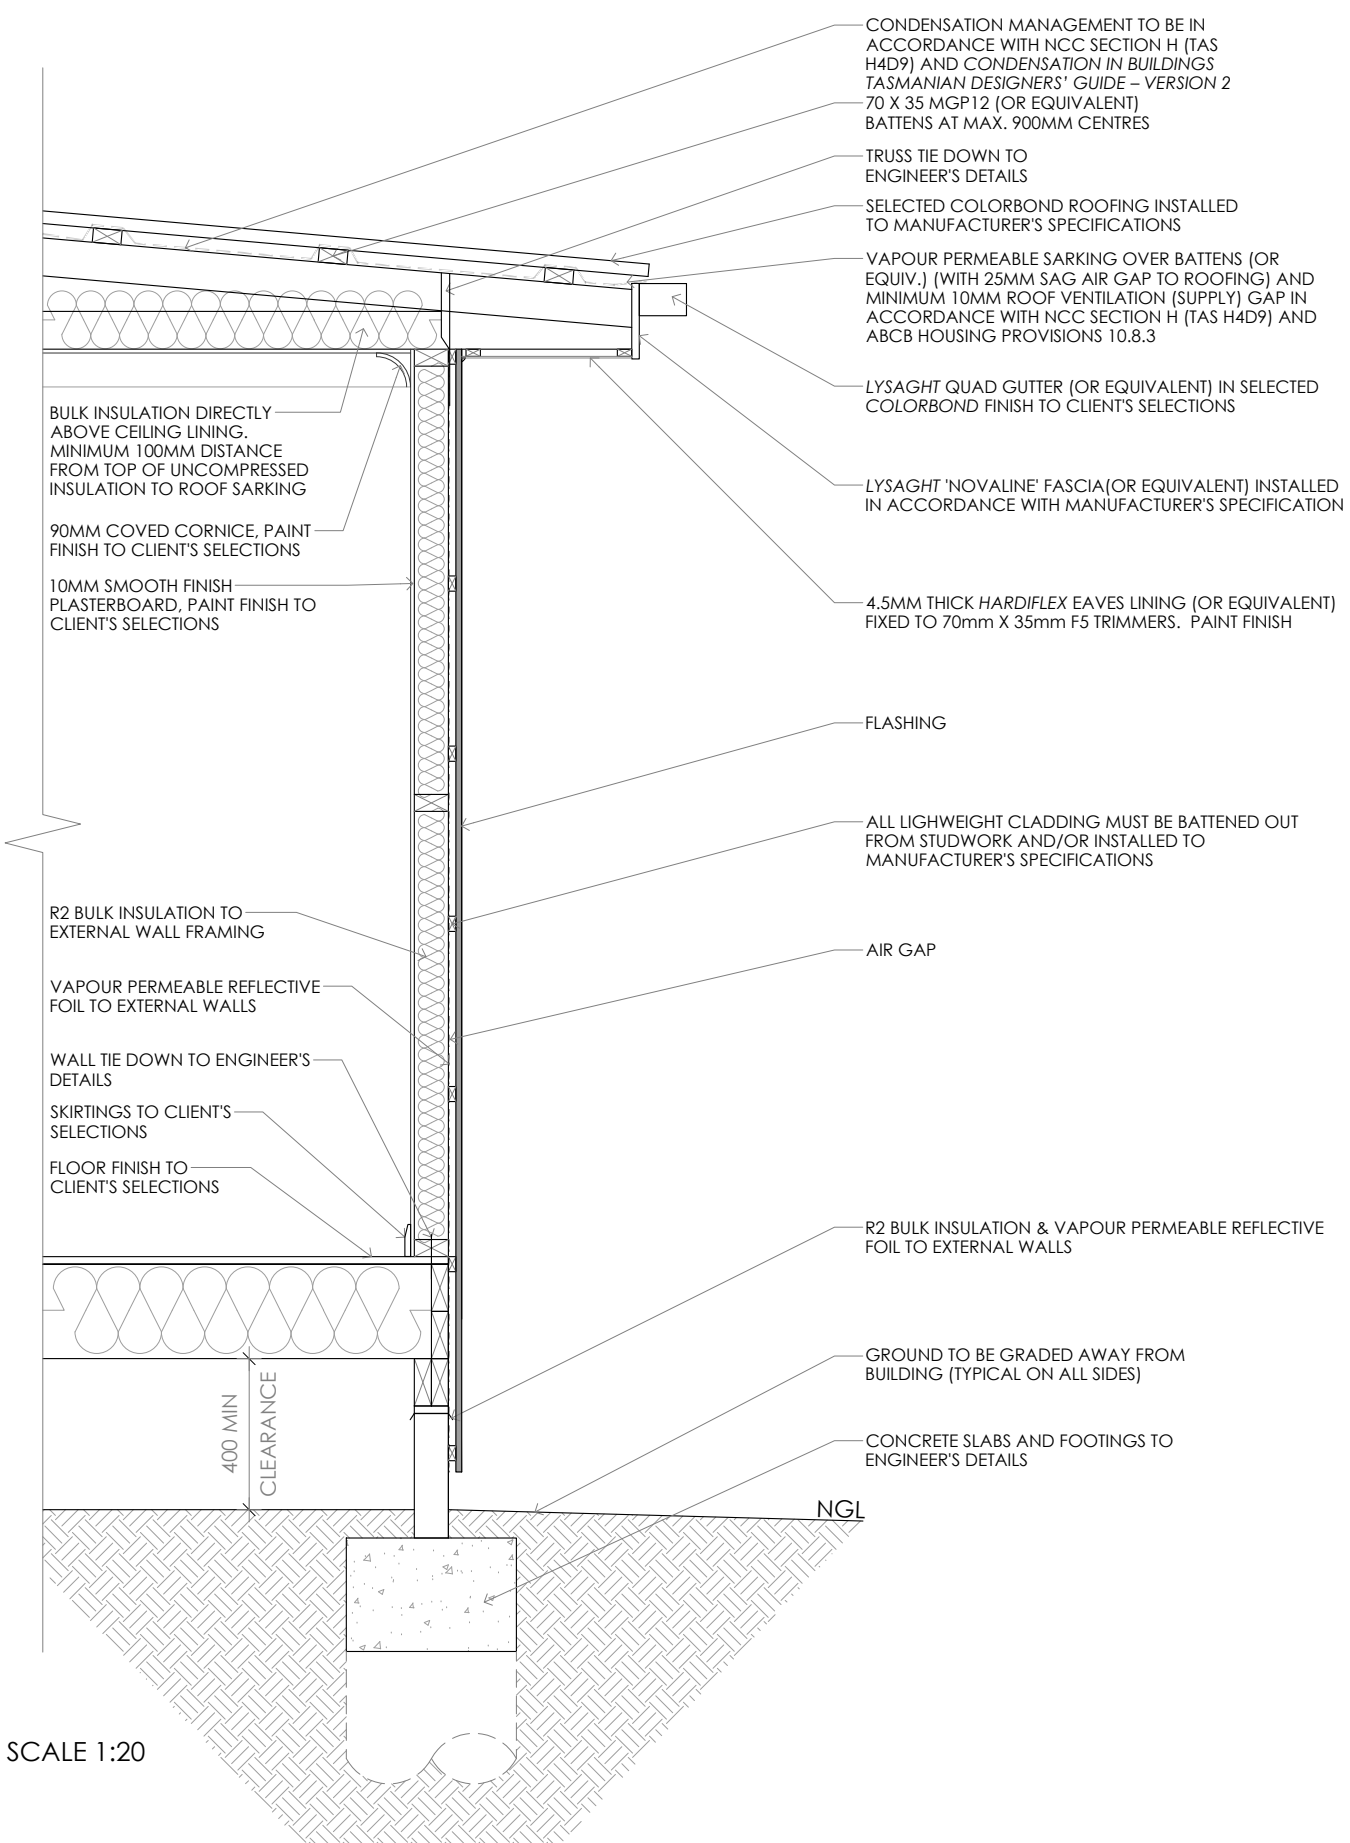 CONDENSATION MANAGEMENT TO BE IN
ACCORDANCE WITH NCC SECTION H (TAS
H4D9) AND CONDENSATION IN BUILDINGS
TASMANIAN DESIGNERS' GUIDE – VERSION 2
70 X 35 MGP12 (OR EQUIVALENT)
BATTENS AT MAX. 900MM CENTRES
TRUSS TIE DOWN TO
ENGINEER'S DETAILS
SELECTED COLORBOND ROOFING INSTALLED
TO MANUFACTURER'S SPECIFICATIONS
VAPOUR PERMEABLE SARKING OVER BATTENS (OR
EQUIV.) (WITH 25MM SAG AIR GAP TO ROOFING) AND
MINIMUM 10MM ROOF VENTILATION (SUPPLY) GAP IN
ACCORDANCE WITH NCC SECTION H (TAS H4D9) AND
ABCB HOUSING PROVISIONS 10.8.3
LYSAGHT QUAD GUTTER (OR EQUIVALENT) IN SELECTED
COLORBOND FINISH TO CLIENT'S SELECTIONS
LYSAGHT 'NOVALINE' FASCIA(OR EQUIVALENT) INSTALLED
IN ACCORDANCE WITH MANUFACTURER'S SPECIFICATION
4.5MM THICK HARDIFLEX EAVES LINING (OR EQUIVALENT)
FIXED TO 70mm X 35mm F5 TRIMMERS.  PAINT FINISH
FLASHING
ALL LIGHWEIGHT CLADDING MUST BE BATTENED OUT
FROM STUDWORK AND/OR INSTALLED TO
MANUFACTURER'S SPECIFICATIONS
AIR GAP
R2 BULK INSULATION & VAPOUR PERMEABLE REFLECTIVE
FOIL TO EXTERNAL WALLS
GROUND TO BE GRADED AWAY FROM
BUILDING (TYPICAL ON ALL SIDES)
CONCRETE SLABS AND FOOTINGS TO
ENGINEER'S DETAILS
NGL
BULK INSULATION DIRECTLY
ABOVE CEILING LINING.
MINIMUM 100MM DISTANCE
FROM TOP OF UNCOMPRESSED
INSULATION TO ROOF SARKING
90MM COVED CORNICE, PAINT
FINISH TO CLIENT'S SELECTIONS
10MM SMOOTH FINISH
PLASTERBOARD, PAINT FINISH TO
CLIENT'S SELECTIONS
R2 BULK INSULATION TO
EXTERNAL WALL FRAMING
VAPOUR PERMEABLE REFLECTIVE
FOIL TO EXTERNAL WALLS
WALL TIE DOWN TO ENGINEER'S
DETAILS
SKIRTINGS TO CLIENT'S
SELECTIONS
FLOOR FINISH TO
CLIENT'S SELECTIONS
400 MIN
CLEARANCE
SCALE 1:20